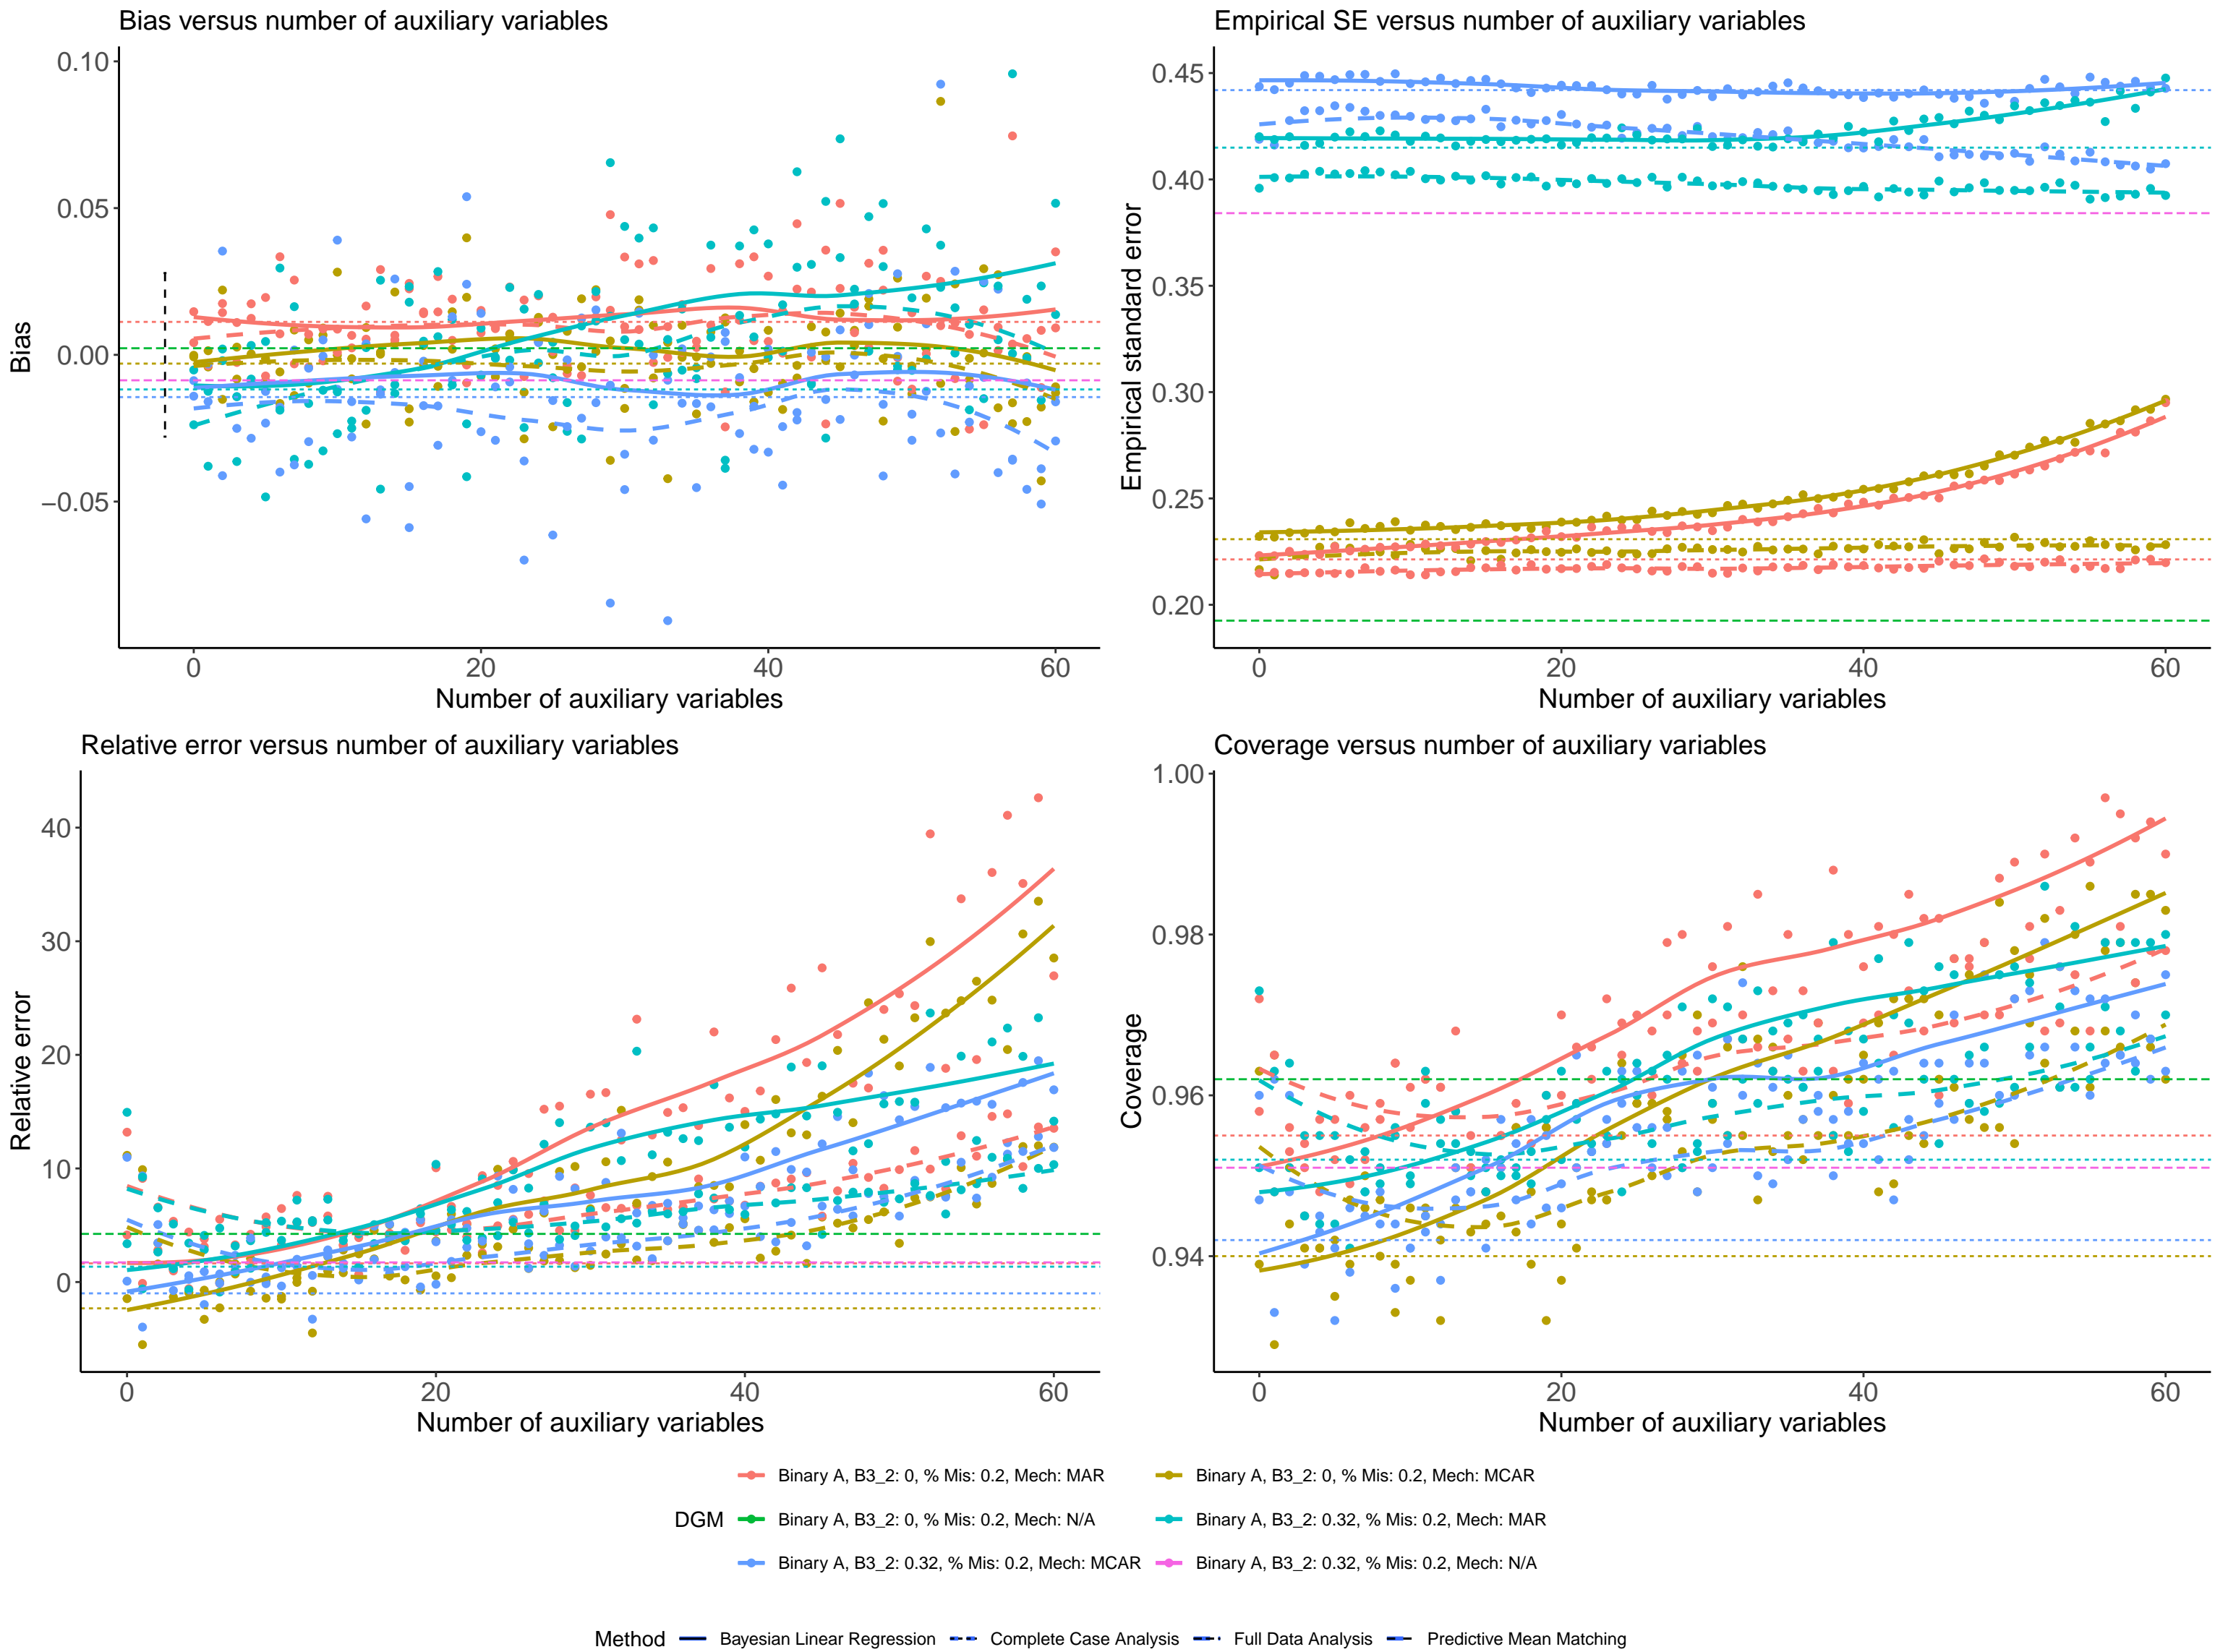 Bias versus number of auxiliary variables
0.10
0.05
0.00
−0.05
Bias
0 20 40 60
Number of auxiliary variables
Empirical SE versus number of auxiliary variables
0.45
0.40
0.35
0.30
0.25
0.20
Empirical standard error
0 20 40 60
Number of auxiliary variables
Relative error versus number of auxiliary variables
40
30
20
10
0
Relative error
0 20 40 60
Number of auxiliary variables
Coverage versus number of auxiliary variables
1.00
0.98
0.96
0.94
Coverage
0 20 40 60
Number of auxiliary variables
DGM
Binary A, B3_2: 0, % Mis: 0.2, Mech: MAR
Binary A, B3_2: 0, % Mis: 0.2, Mech: MCAR
Binary A, B3_2: 0, % Mis: 0.2, Mech: N/A
Binary A, B3_2: 0.32, % Mis: 0.2, Mech: MAR
Binary A, B3_2: 0.32, % Mis: 0.2, Mech: MCAR
Binary A, B3_2: 0.32, % Mis: 0.2, Mech: N/A
Method Bayesian Linear Regression Complete Case Analysis Full Data Analysis Predictive Mean Matching